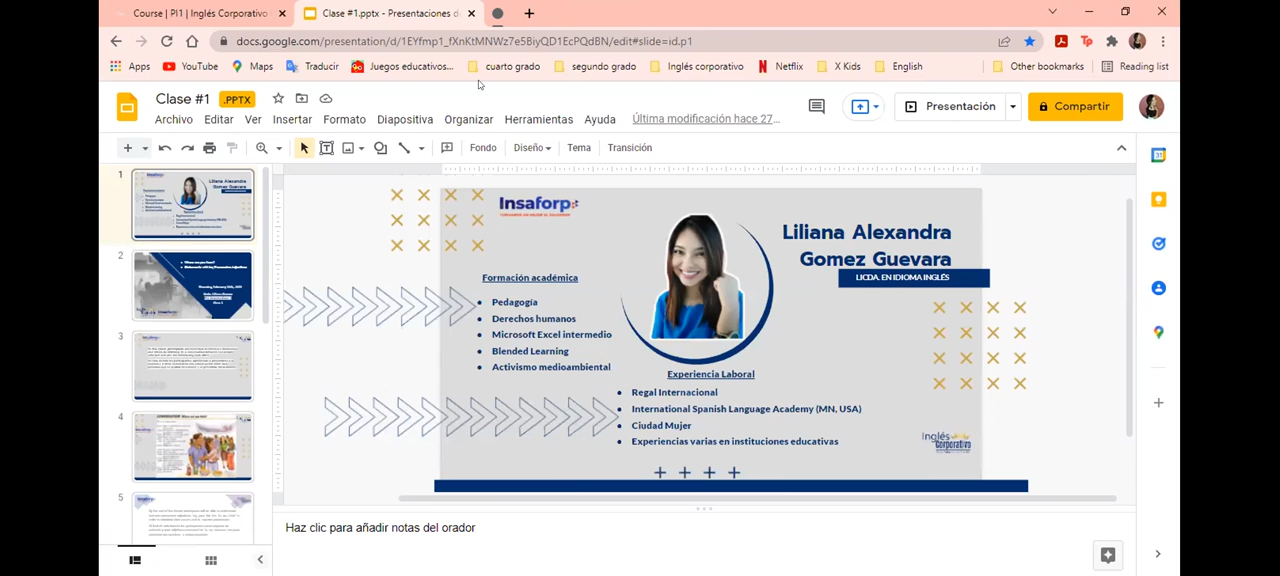 Course | PI1 | Inglés Corporativo
Clase #1.pptx - Presentaciones d
docs.google.com/presentation/d/1EYfmp1_fXnKtMNWz7e5BiyQD1EcPQdBN/edit#slide=id.p1
Apps YouTube Maps Traducir Juegos educativos... cuarto grado segundo grado Inglés corporativo Netflix X Kids English Other bookmarks Reading list
Clase #1 .PPTX
Presentación Compartir
Archivo Editar Ver Insertar Formato Diapositiva Organizar Herramientas Ayuda Última modificación hace 27...
Fondo Diseño Tema Transición
1
2
3
4
5
Insaforp
Liliana Alexandra
Gomez Guevara
LICDA. EN IDIOMA INGLÉS
Formación académica
Pedagogía
Derechos humanos
Microsoft Excel intermedio
Blended Learning
Activismo medioambiental
Experiencia Laboral
Regal Internacional
International Spanish Language Academy (MN, USA)
Ciudad Mujer
Experiencias varias en instituciones educativas
Inglés
Corporativo
Haz clic para añadir notas del orador